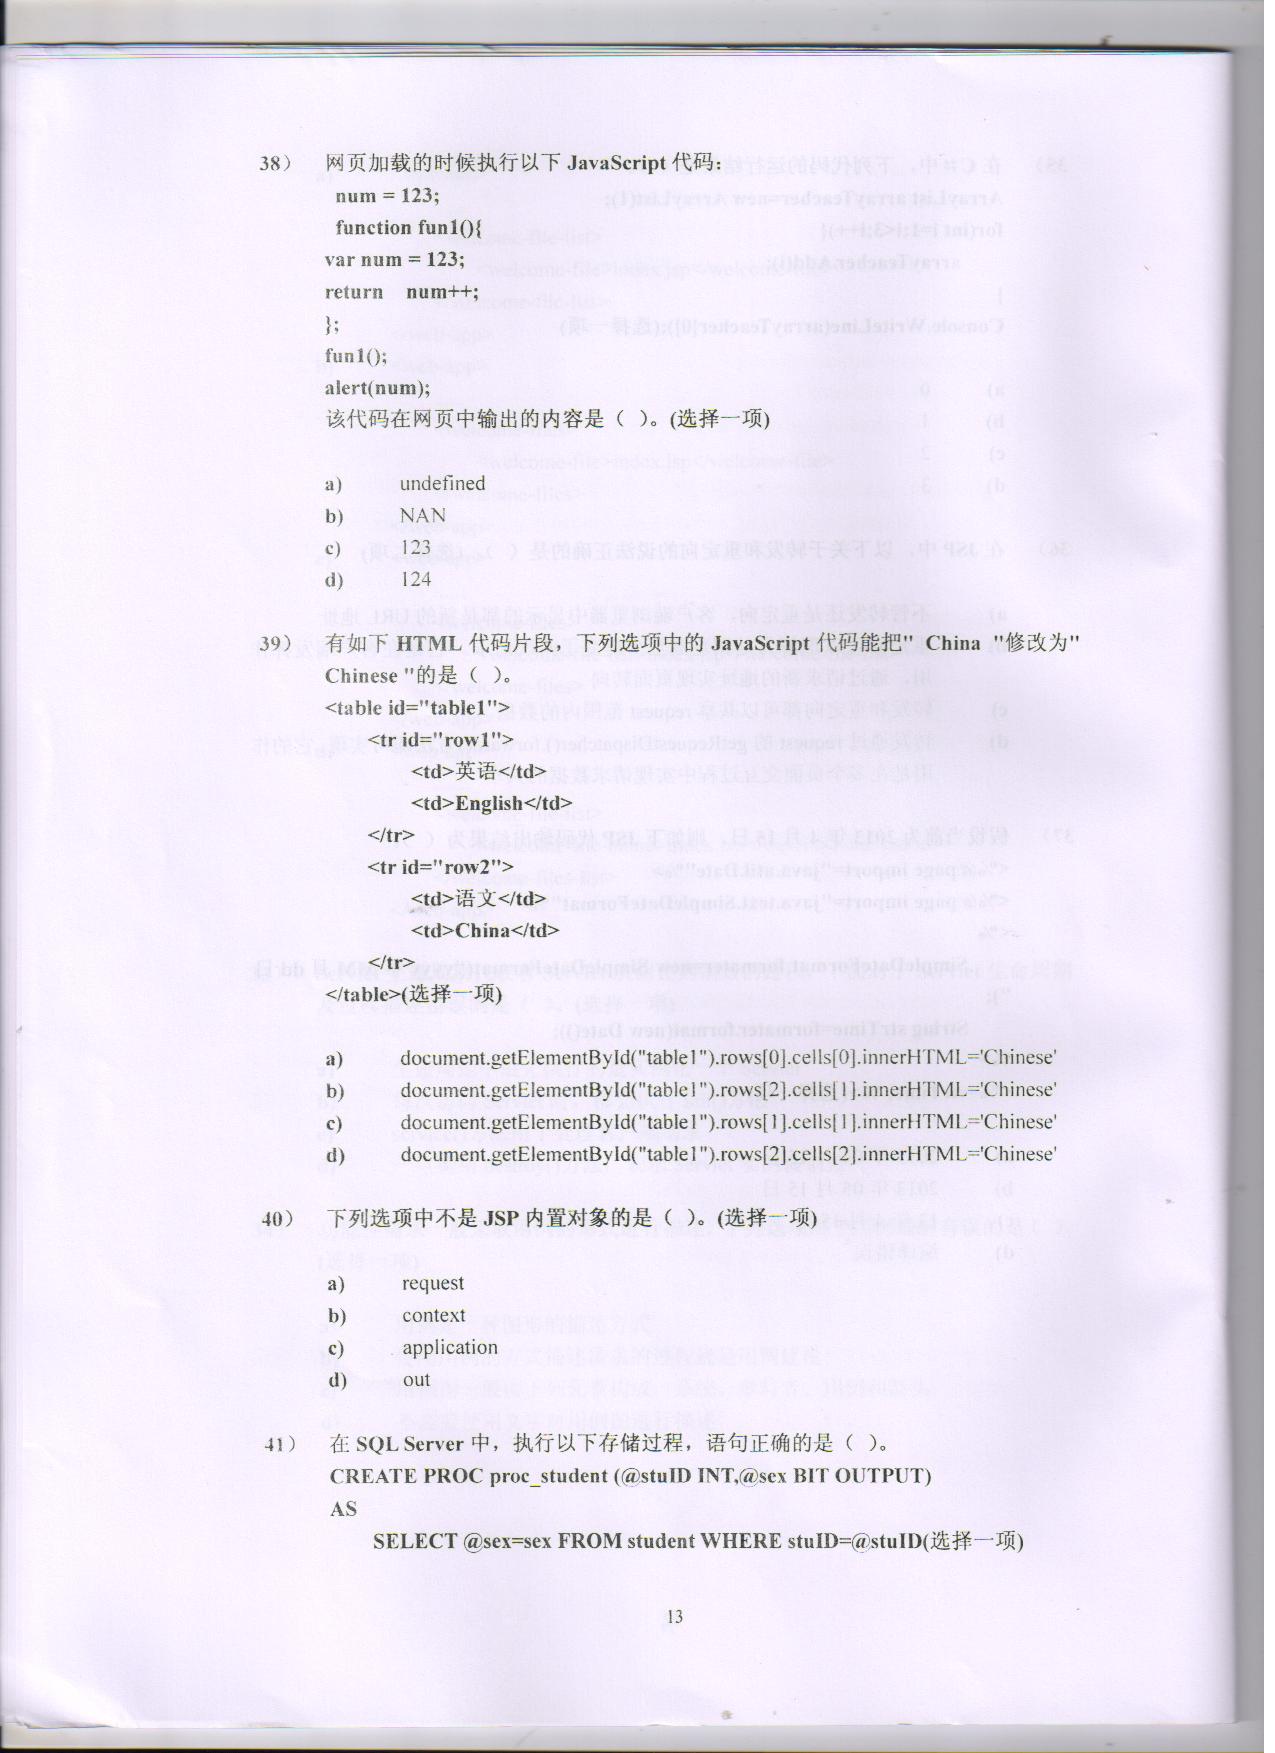 38） 网页加载的时候执行以下 JavaScript 代码:
num = 123;
function fun1(){
var num = 123;
return num++;
};
fun1();
alert(num);
该代码在网页中输出的内容是（ ）。(选择一项)
a) undefined
b) NAN
c) 123
d) 124
39） 有如下 HTML 代码片段，下列选项中的 JavaScript 代码能把" China "修改为"
Chinese "的是（ ）。
<table id="table1">
<tr id="row1">
<td>英语</td>
<td>English</td>
</tr>
<tr id="row2">
<td>语文</td>
<td>China</td>
</tr>
</table>(选择一项)
a) document.getElementById("table1").rows[0].cells[0].innerHTML='Chinese'
b) document.getElementById("table1").rows[2].cells[1].innerHTML='Chinese'
c) document.getElementById("table1").rows[1].cells[1].innerHTML='Chinese'
d) document.getElementById("table1").rows[2].cells[2].innerHTML='Chinese'
40） 下列选项中不是 JSP 内置对象的是（ ）。(选择一项)
a) request
b) context
c) application
d) out
41） 在 SQL Server 中，执行以下存储过程，语句正确的是（ ）。
CREATE PROC proc_student (@stuID INT,@sex BIT OUTPUT)
AS
SELECT @sex=sex FROM student WHERE stuID=@stuID(选择一项)
13